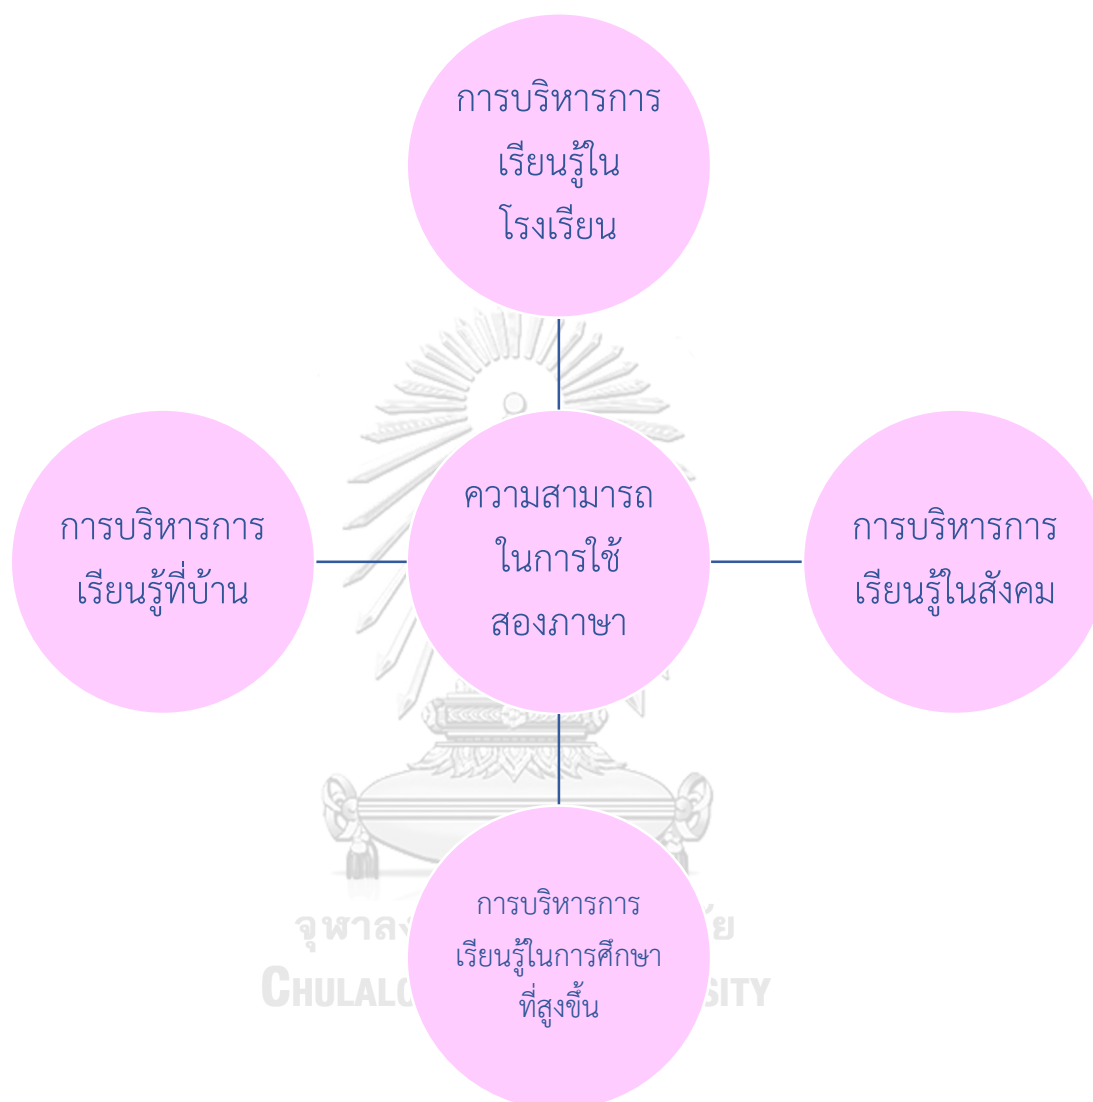 การบริหารการ
เรียนรู้ใน
โรงเรียน
ความสามารถ
ในการใช้
สองภาษา
การบริหารการ
เรียนรู้ที่บ้าน
การบริหารการ
เรียนรู้ในสังคม
การบริหารการ
เรียนรู้ในการศึกษา
ที่สูงขึ้น